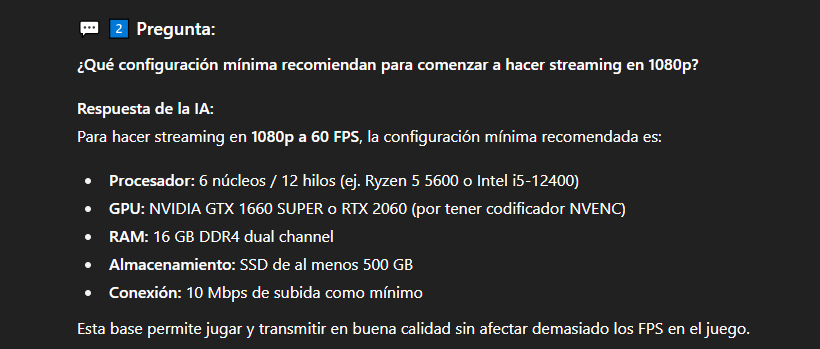 💬 2️⃣ Pregunta:
¿Qué configuración mínima recomiendan para comenzar a hacer streaming en 1080p?
Respuesta de la IA:
Para hacer streaming en 1080p a 60 FPS, la configuración mínima recomendada es:
• Procesador: 6 núcleos / 12 hilos (ej. Ryzen 5 5600 o Intel i5-12400)
• GPU: NVIDIA GTX 1660 SUPER o RTX 2060 (por tener codificador NVENC)
• RAM: 16 GB DDR4 dual channel
• Almacenamiento: SSD de al menos 500 GB
• Conexión: 10 Mbps de subida como mínimo
Esta base permite jugar y transmitir en buena calidad sin afectar demasiado los FPS en el juego.